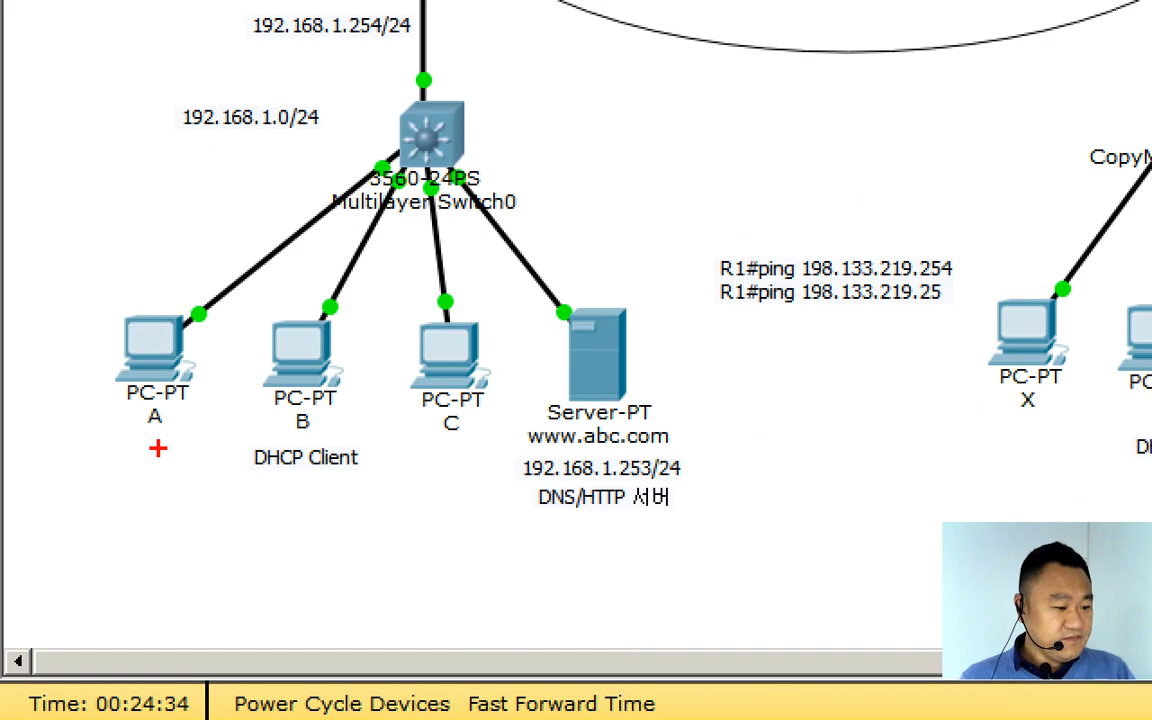 192.168.1.254/24
192.168.1.0/24
3560-24PS
Multilayer Switch0
CopyM
R1#ping 198.133.219.254
R1#ping 198.133.219.25
PC-PT
A
PC-PT
B
PC-PT
C
Server-PT
www.abc.com
PC-PT
X
PC
DHCP Client
192.168.1.253/24
DNS/HTTP 서버
DH
Time: 00:24:34
Power Cycle Devices Fast Forward Time